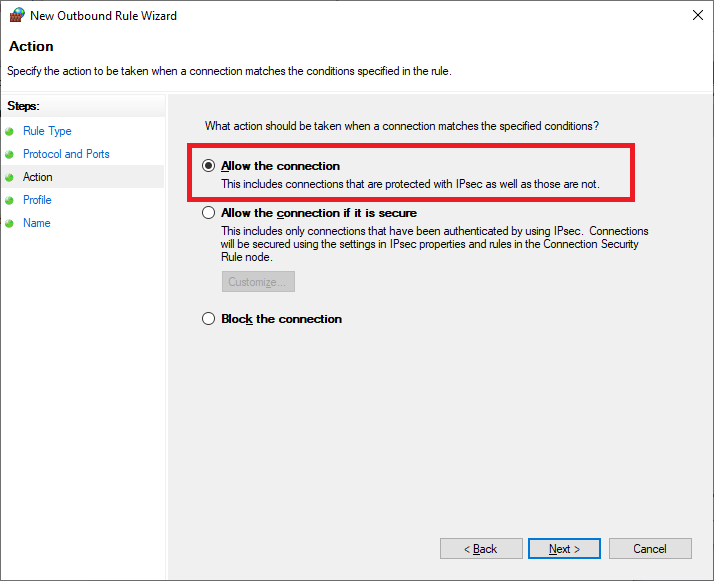 New Outbound Rule Wizard
Action
Specify the action to be taken when a connection matches the conditions specified in the rule.
Steps:
Rule Type
Protocol and Ports
Action
Profile
Name
What action should be taken when a connection matches the specified conditions?
Allow the connection
This includes connections that are protected with IPsec as well as those are not.
Allow the connection if it is secure
This includes only connections that have been authenticated by using IPsec. Connections
will be secured using the settings in IPsec properties and rules in the Connection Security
Rule node.
Customize...
Block the connection
< Back
Next >
Cancel